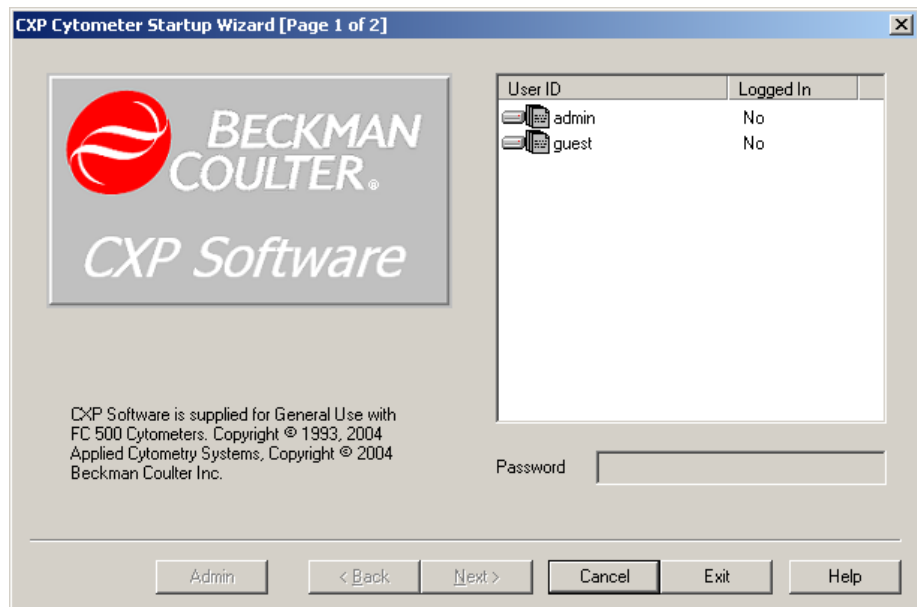 CXP Cytometer Startup Wizard [Page 1 of 2]
BECKMAN
COULTER®
CXP Software
User ID Logged In
admin No
guest No
CXP Software is supplied for General Use with
FC 500 Cytometers. Copyright © 1993, 2004
Applied Cytometry Systems, Copyright © 2004
Beckman Coulter Inc.
Password
Admin < Back Next > Cancel Exit Help